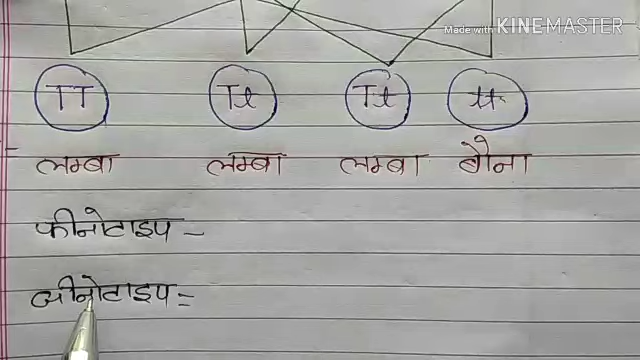 Made with KINEMASTER
TT Tt Tt tt
लम्बा लम्बा लम्बा बौना
फीनोटाइप -
जीनोटाइप =